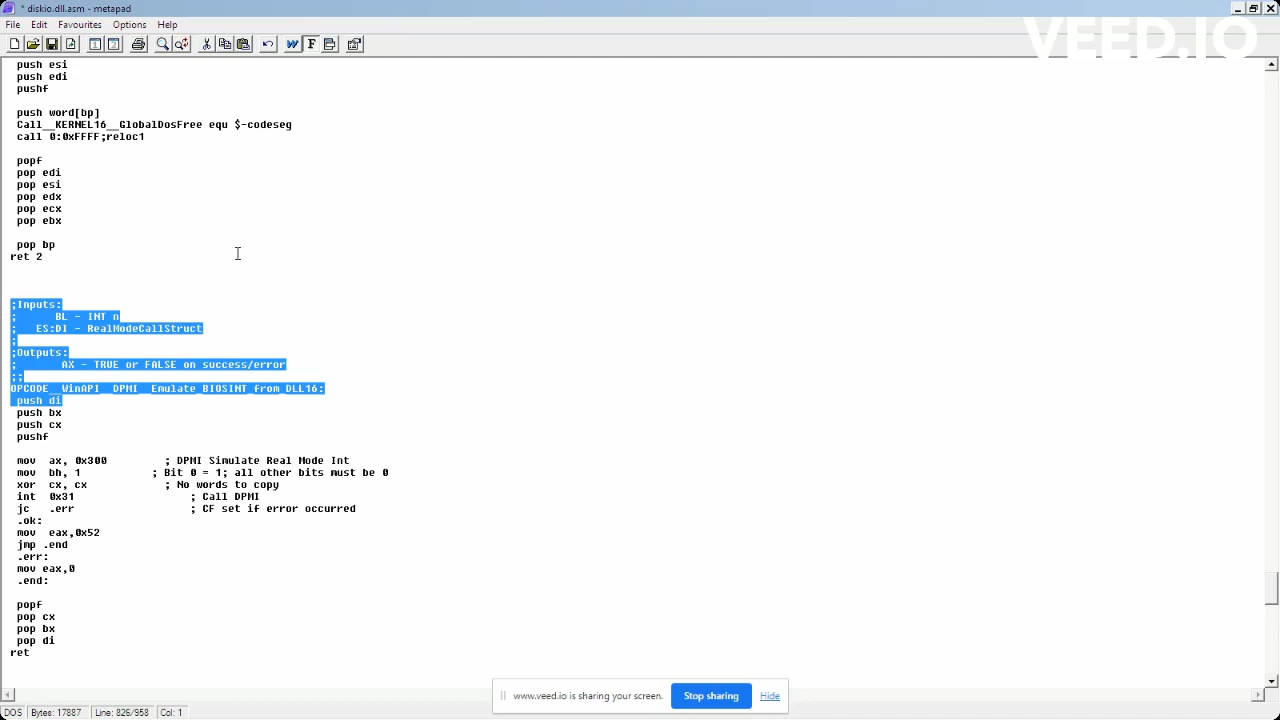 * diskio.dll.asm - metapad
File Edit Favourites Options Help
VEED.IO
push esi
push edi
pushf
push word[bp]
Call__KERNEL16__GlobalDosFree equ $-codeseg
call 0:0xFFFF;reloc1
popf
pop edi
pop esi
pop edx
pop ecx
pop ebx
pop bp
ret 2
;Inputs:
; BL - INT n
; ES:DI - RealModeCallStruct
;
;Outputs:
; AX - TRUE or FALSE on success/error
;;
OPCODE__WinAPI__DPMI__Emulate_BIOSINT_from_DLL16:
push di
push bx
push cx
pushf
mov ax, 0x300 ; DPMI Simulate Real Mode Int
mov bh, 1 ; Bit 0 = 1; all other bits must be 0
xor cx, cx ; No words to copy
int 0x31 ; Call DPMI
jc .err ; CF set if error occurred
.ok:
mov eax,0x52
jmp .end
.err:
mov eax,0
.end:
popf
pop cx
pop bx
pop di
ret
www.veed.io is sharing your screen. Stop sharing Hide
DOS Bytes: 17887 Line: 826/958 Col: 1